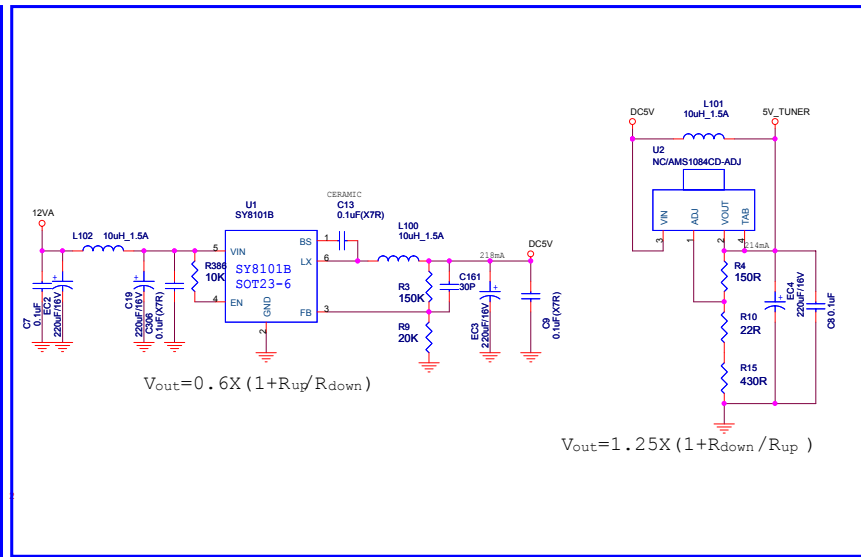 L101
DC5V
10uH_1.5A
5V_TUNER
U2
NC/AMS1084CD-ADJ
VIN
ADJ
VOUT
TAB
3
1
2
4
214mA
R4
150R
R10
22R
R15
430R
EC4
220uF/16V
C8 0.1uF
Vout=1.25X(1+Rdown/Rup )
12VA
L102
10uH_1.5A
U1
SY8101B
CERAMIC
C13
0.1uF(X7R)
L100
10uH_1.5A
DC5V
218mA
5
VIN
BS
1
R386
10K
SY8101B
SOT23-6
LX
6
4
EN
GND
2
FB
3
R3
150K
C161
30P
R9
20K
EC3
220uF/16V
C9
0.1uF(X7R)
C7
0.1uF
EC2
220uF/16V
C19
220uF/16V
C306
0.1uF(X7R)
Vout=0.6X(1+Rup/Rdown)